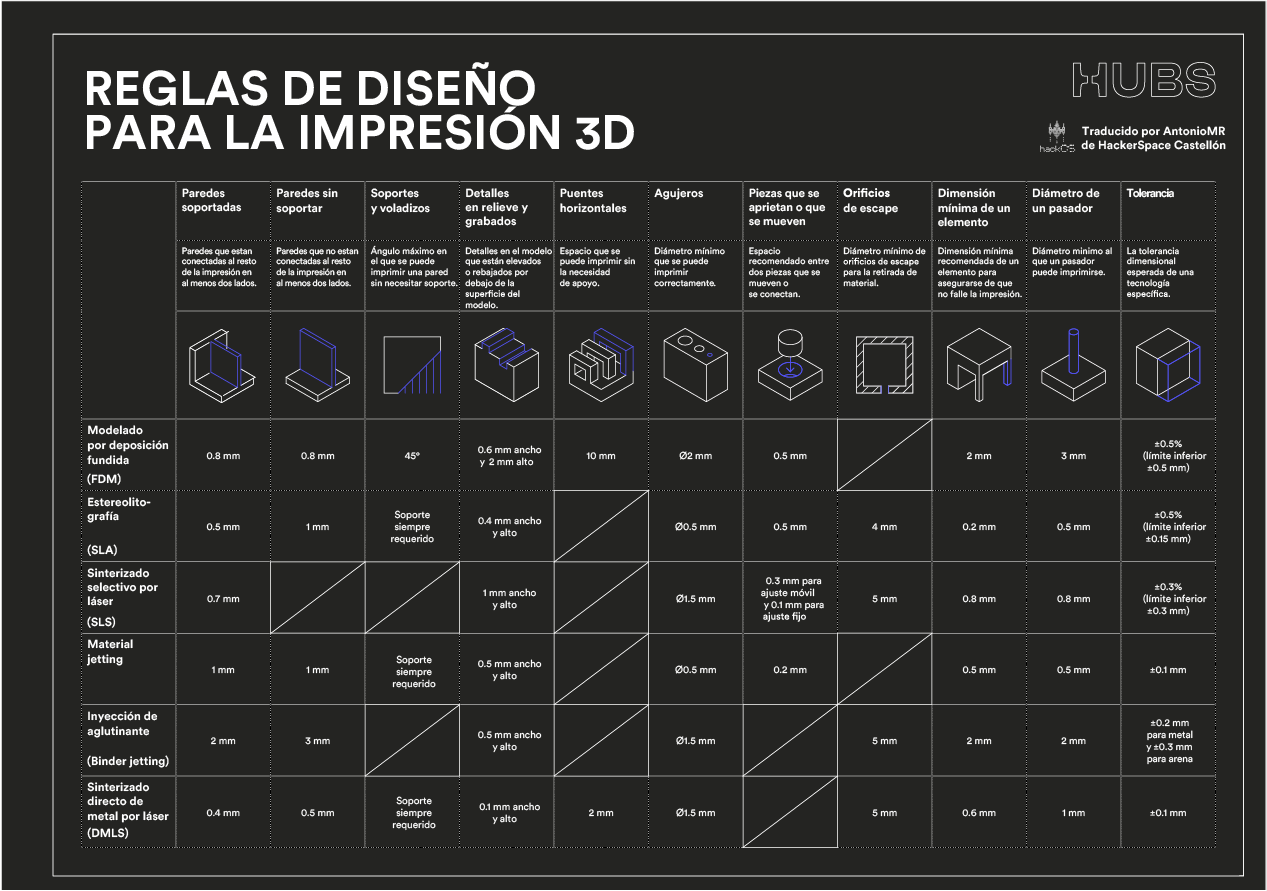 REGLAS DE DISEÑO
PARA LA IMPRESIÓN 3D
HUBS
hackCS
Traducido por AntonioMR
de HackerSpace Castellón
Paredes
soportadas
Paredes sin
soportar
Soportes
y voladizos
Detalles
en relieve y
grabados
Puentes
horizontales
Agujeros
Piezas que se
aprietan o que
se mueven
Orificios
de escape
Dimensión
mínima de un
elemento
Diámetro de
un pasador
Tolerancia
Paredes que estan
conectadas al resto
de la impresión en
al menos dos lados.
Paredes que no estan
conectadas al resto
de la impresión en
al menos dos lados.
Ángulo máximo en
el que se puede
imprimir una pared
sin necesitar soporte.
Detalles en el modelo
que están elevados
o rebajados por
debajo de la
superficie del
modelo.
Espacio que se
puede imprimir sin
la necesidad
de apoyo.
Diámetro mínimo
que se puede
imprimir
correctamente.
Espacio
recomendado entre
dos piezas que se
mueven o
se conectan.
Diámetro mínimo de
orificios de escape
para la retirada de
material.
Dimensión mínima
recomendada de un
elemento para
asegurarse de que
no falle la impresión.
Diámetro minimo al
que un pasador
puede imprimirse.
La tolerancia
dimensional
esperada de una
tecnología
específica.
Modelado
por deposición
fundida
(FDM)
0.8 mm
0.8 mm
45°
0.6 mm ancho
y 2 mm alto
10 mm
Ø2 mm
0.5 mm
2 mm
3 mm
±0.5%
(límite inferior
±0.5 mm)
Estereolito-
grafía
(SLA)
0.5 mm
1 mm
Soporte
siempre
requerido
0.4 mm ancho
y alto
Ø0.5 mm
0.5 mm
4 mm
0.2 mm
0.5 mm
±0.5%
(límite inferior
±0.15 mm)
Sinterizado
selectivo por
láser
(SLS)
0.7 mm
1 mm ancho
y alto
Ø1.5 mm
0.3 mm para
ajuste móvil
y 0.1 mm para
ajuste fijo
5 mm
0.8 mm
0.8 mm
±0.3%
(límite inferior
±0.3 mm)
Material
jetting
1 mm
1 mm
Soporte
siempre
requerido
0.5 mm ancho
y alto
Ø0.5 mm
0.2 mm
0.5 mm
0.5 mm
±0.1 mm
Inyección de
aglutinante
(Binder jetting)
2 mm
3 mm
0.5 mm ancho
y alto
Ø1.5 mm
5 mm
2 mm
2 mm
±0.2 mm
para metal
y ±0.3 mm
para arena
Sinterizado
directo de
metal por láser
(DMLS)
0.4 mm
0.5 mm
Soporte
siempre
requerido
0.1 mm ancho
y alto
2 mm
Ø1.5 mm
5 mm
0.6 mm
1 mm
±0.1 mm